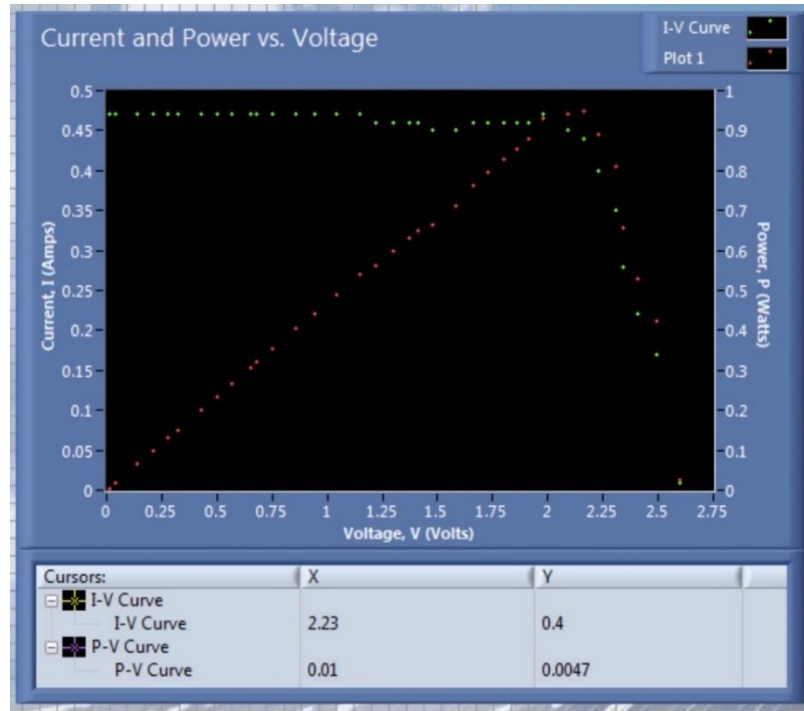 Current and Power vs. Voltage
I-V Curve
Plot 1
0.5
0.45
0.4
0.35
0.3
0.25
0.2
0.15
0.1
0.05
0
Current, I (Amps)
1
0.9
0.8
0.7
0.6
0.5
0.4
0.3
0.2
0.1
0
Power, P (Watts)
0 0.25 0.5 0.75 1 1.25 1.5 1.75 2 2.25 2.5 2.75
Voltage, V (Volts)
Cursors: X Y
I-V Curve
I-V Curve 2.23 0.4
P-V Curve
P-V Curve 0.01 0.0047